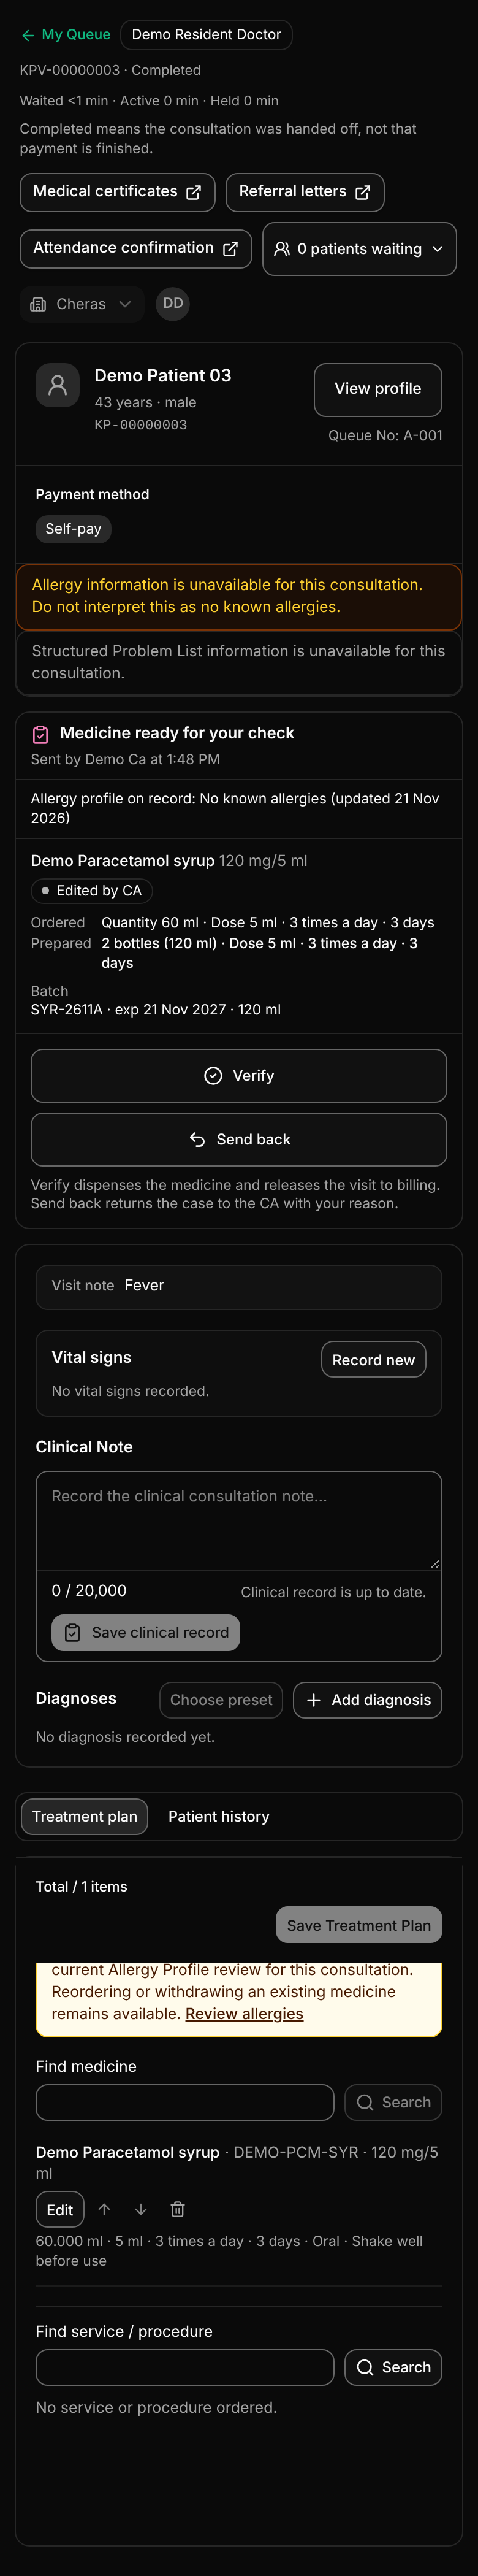 My Queue
Demo Resident Doctor
KPV-00000003 · Completed
Waited <1 min · Active 0 min · Held 0 min
Completed means the consultation was handed off, not that
payment is finished.
Medical certificates
Referral letters
Attendance confirmation
0 patients waiting
Cheras
DD
Demo Patient 03
43 years · male
KP-00000003
View profile
Queue No: A-001
Payment method
Self-pay
Allergy information is unavailable for this consultation.
Do not interpret this as no known allergies.
Structured Problem List information is unavailable for this
consultation.
Medicine ready for your check
Sent by Demo Ca at 1:48 PM
Allergy profile on record: No known allergies (updated 21 Nov
2026)
Demo Paracetamol syrup 120 mg/5 ml
Edited by CA
Ordered Quantity 60 ml · Dose 5 ml · 3 times a day · 3 days
Prepared 2 bottles (120 ml) · Dose 5 ml · 3 times a day · 3
days
Batch
SYR-2611A · exp 21 Nov 2027 · 120 ml
Verify
Send back
Verify dispenses the medicine and releases the visit to billing.
Send back returns the case to the CA with your reason.
Visit note Fever
Vital signs
Record new
No vital signs recorded.
Clinical Note
Record the clinical consultation note...
0 / 20,000
Clinical record is up to date.
Save clinical record
Diagnoses
Choose preset
Add diagnosis
No diagnosis recorded yet.
Treatment plan
Patient history
Total / 1 items
Save Treatment Plan
current Allergy Profile review for this consultation.
Reordering or withdrawing an existing medicine
remains available. Review allergies
Find medicine
Search
Demo Paracetamol syrup · DEMO-PCM-SYR · 120 mg/5
ml
Edit
60.000 ml · 5 ml · 3 times a day · 3 days · Oral · Shake well
before use
Find service / procedure
Search
No service or procedure ordered.